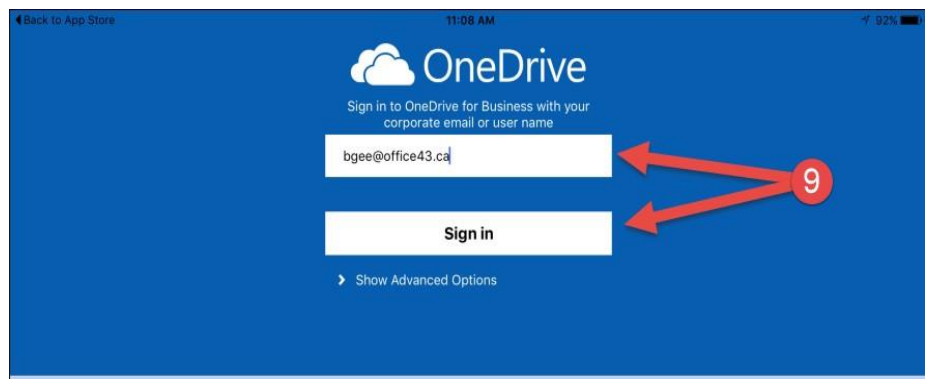 Back to App Store 11:08 AM 92%
OneDrive
Sign in to OneDrive for Business with your
corporate email or user name
bgee@office43.ca
9
Sign in
Show Advanced Options